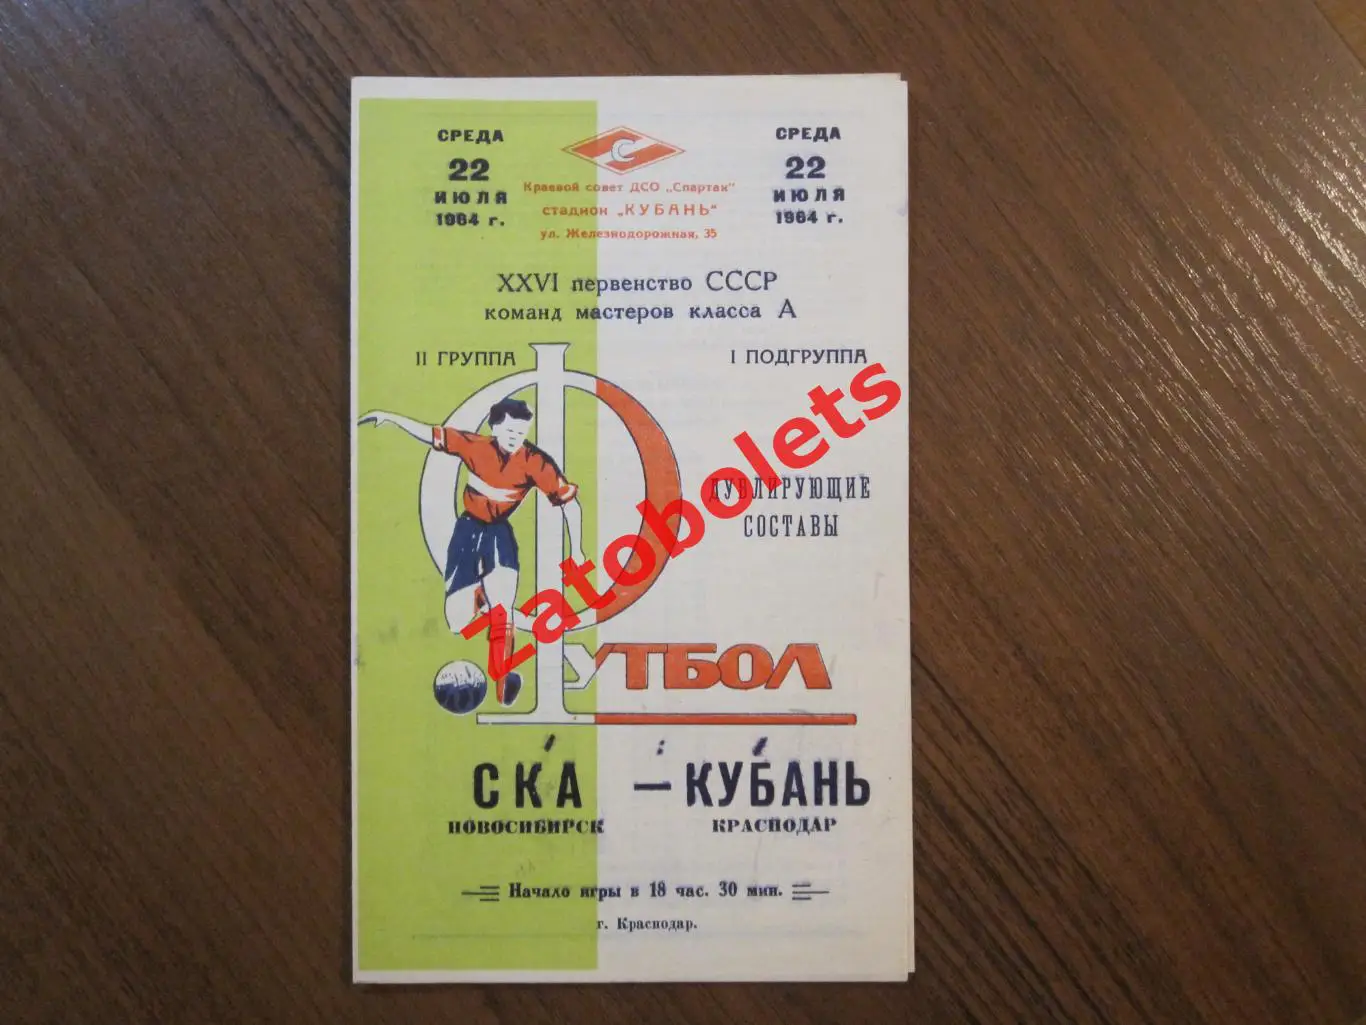 СРЕДА
22
ИЮЛЯ
1964 г.
С
Краевой совет ДСО „Спартак"
стадион „КУБАНЬ"
ул. Железнодорожная, 35
СРЕДА
22
ИЮЛЯ
1964 г.
XXVI первенство СССР
команд мастеров класса А
II ГРУППА
I ПОДГРУППА
ДУБЛИРУЮЩИЕ
СОСТАВЫ
ФУТБОЛ
СКА — КУБАНЬ
НОВОСИБИРСК
КРАСНОДАР
Начало игры в 18 час. 30 мин.
г. Краснодар.
Zatobolets